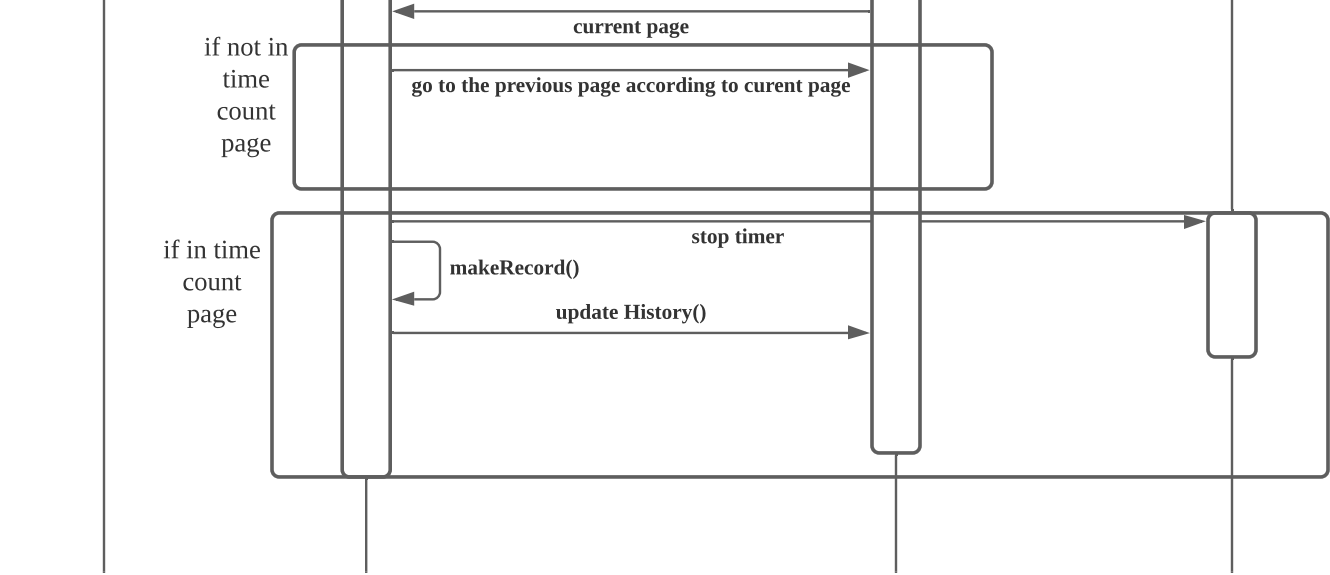 current page
if not in
time
count
page
go to the previous page according to curent page
stop timer
if in time
count
page
makeRecord()
update History()